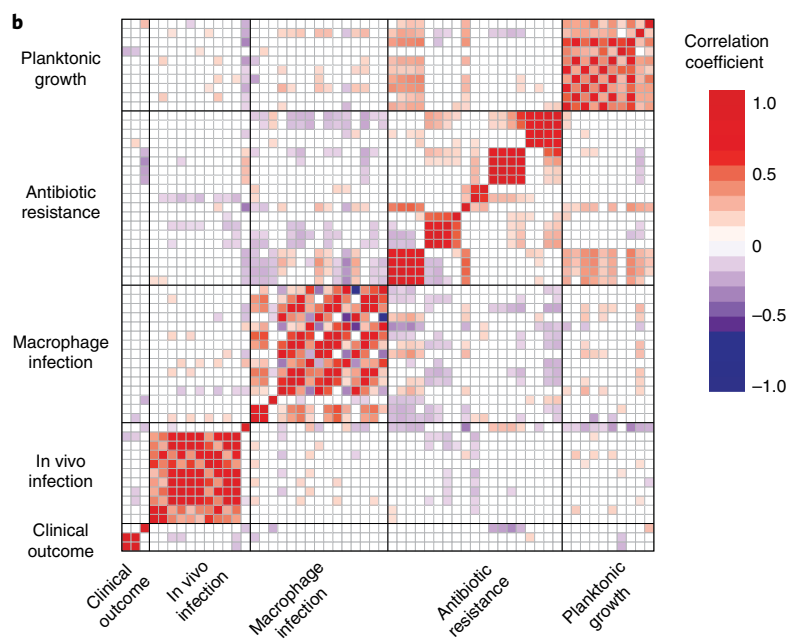 b
Planktonic
growth
Antibiotic
resistance
Macrophage
infection
In vivo
infection
Clinical
outcome
Clinical
outcome
In vivo
infection
Macrophage
infection
Antibiotic
resistance
Planktonic
growth
Correlation
coefficient
1.0
0.5
0
−0.5
−1.0